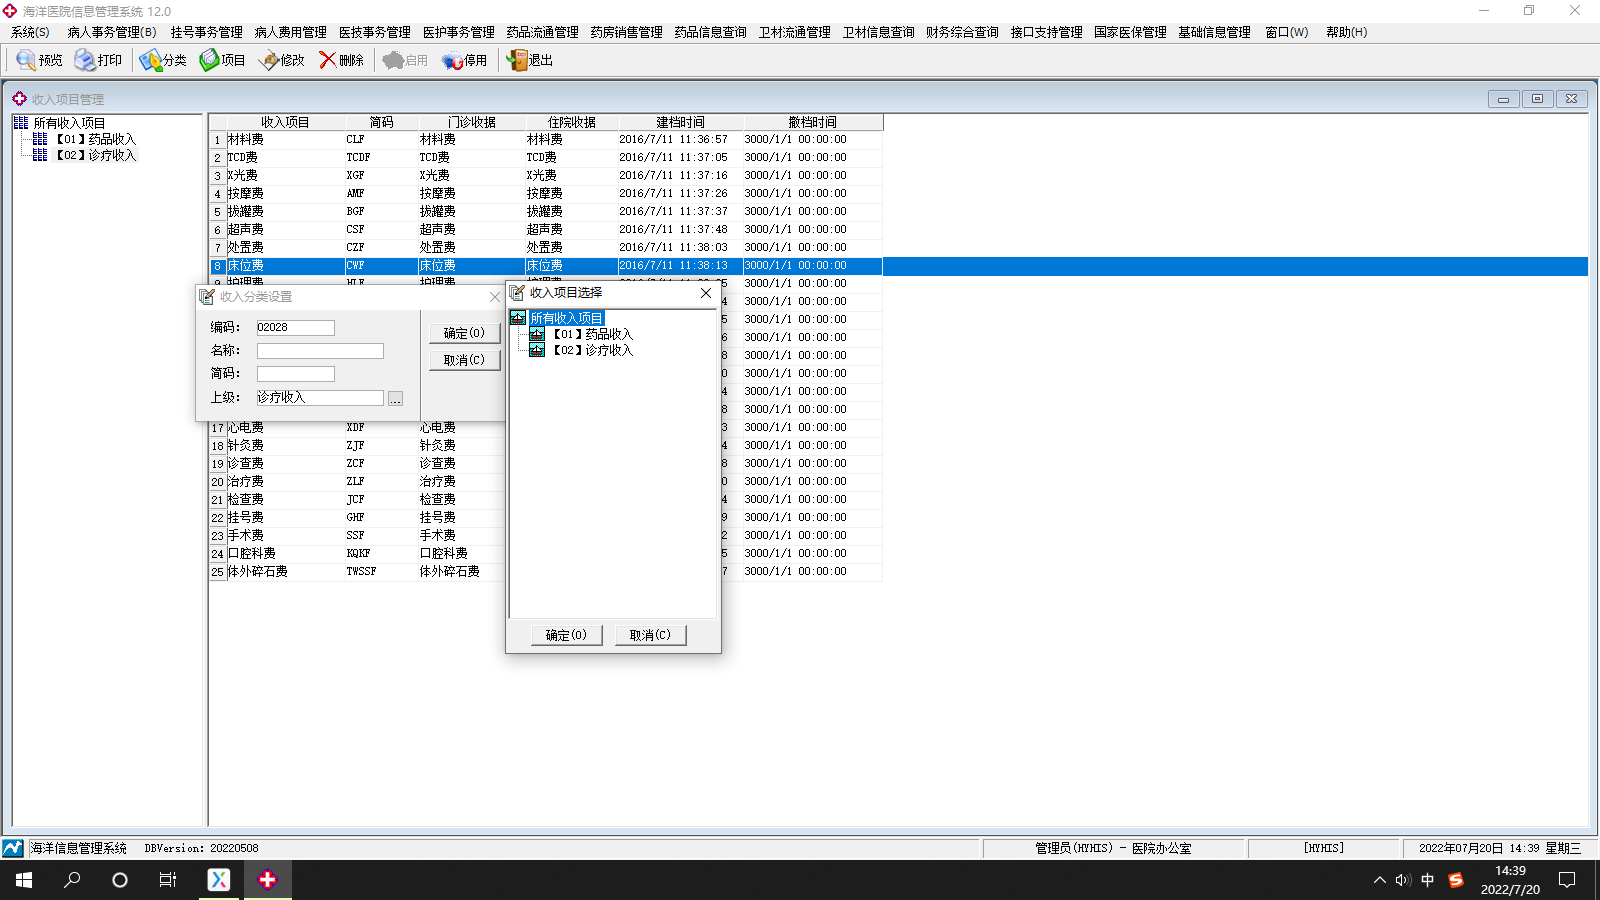 海洋医院信息管理系统 12.0
系统(S) 病人事务管理(B) 挂号事务管理 病人费用管理 医技事务管理 医护事务管理 药品流通管理 药房销售管理 药品信息查询 卫材流通管理 卫材信息查询 财务综合查询 接口支持管理 国家医保管理 基础信息管理 窗口(W) 帮助(H)
预览 打印 分类 项目 修改 删除 启用 停用 退出
收入项目管理
所有收入项目
【01】药品收入
【02】诊疗收入
收入项目 简码 门诊收据 住院收据 建档时间 撤档时间
1 材料费 CLF 材料费 材料费 2016/7/11 11:36:57 3000/1/1 00:00:00
2 TCD费 TCDF TCD费 TCD费 2016/7/11 11:37:05 3000/1/1 00:00:00
3 X光费 XGF X光费 X光费 2016/7/11 11:37:16 3000/1/1 00:00:00
4 按摩费 AMF 按摩费 按摩费 2016/7/11 11:37:26 3000/1/1 00:00:00
5 拔罐费 BGF 拔罐费 拔罐费 2016/7/11 11:37:37 3000/1/1 00:00:00
6 超声费 CSF 超声费 超声费 2016/7/11 11:37:48 3000/1/1 00:00:00
7 处置费 CZF 处置费 处置费 2016/7/11 11:38:03 3000/1/1 00:00:00
8 床位费 CWF 床位费 床位费 2016/7/11 11:38:13 3000/1/1 00:00:00
5 3000/1/1 00:00:00
4 3000/1/1 00:00:00
5 3000/1/1 00:00:00
6 3000/1/1 00:00:00
8 3000/1/1 00:00:00
0 3000/1/1 00:00:00
4 3000/1/1 00:00:00
8 3000/1/1 00:00:00
17 心电费 XDF 心电费 3 3000/1/1 00:00:00
18 针灸费 ZJF 针灸费 4 3000/1/1 00:00:00
19 诊查费 ZCF 诊查费 8 3000/1/1 00:00:00
20 治疗费 ZLF 治疗费 0 3000/1/1 00:00:00
21 检查费 JCF 检查费 4 3000/1/1 00:00:00
22 挂号费 GHF 挂号费 9 3000/1/1 00:00:00
23 手术费 SSF 手术费 2 3000/1/1 00:00:00
24 口腔科费 KQKF 口腔科费 5 3000/1/1 00:00:00
25 体外碎石费 TWSSF 体外碎石费 7 3000/1/1 00:00:00
收入分类设置
编码： 02028
名称：
简码：
上级： 诊疗收入 ...
确定(O)
取消(C)
收入项目选择
所有收入项目
【01】药品收入
【02】诊疗收入
确定(O) 取消(C)
海洋信息管理系统 DBVersion: 20220508 管理员(HYHIS) - 医院办公室 [HYHIS] 2022年07月20日 14:39 星期三
中
14:39
2022/7/20